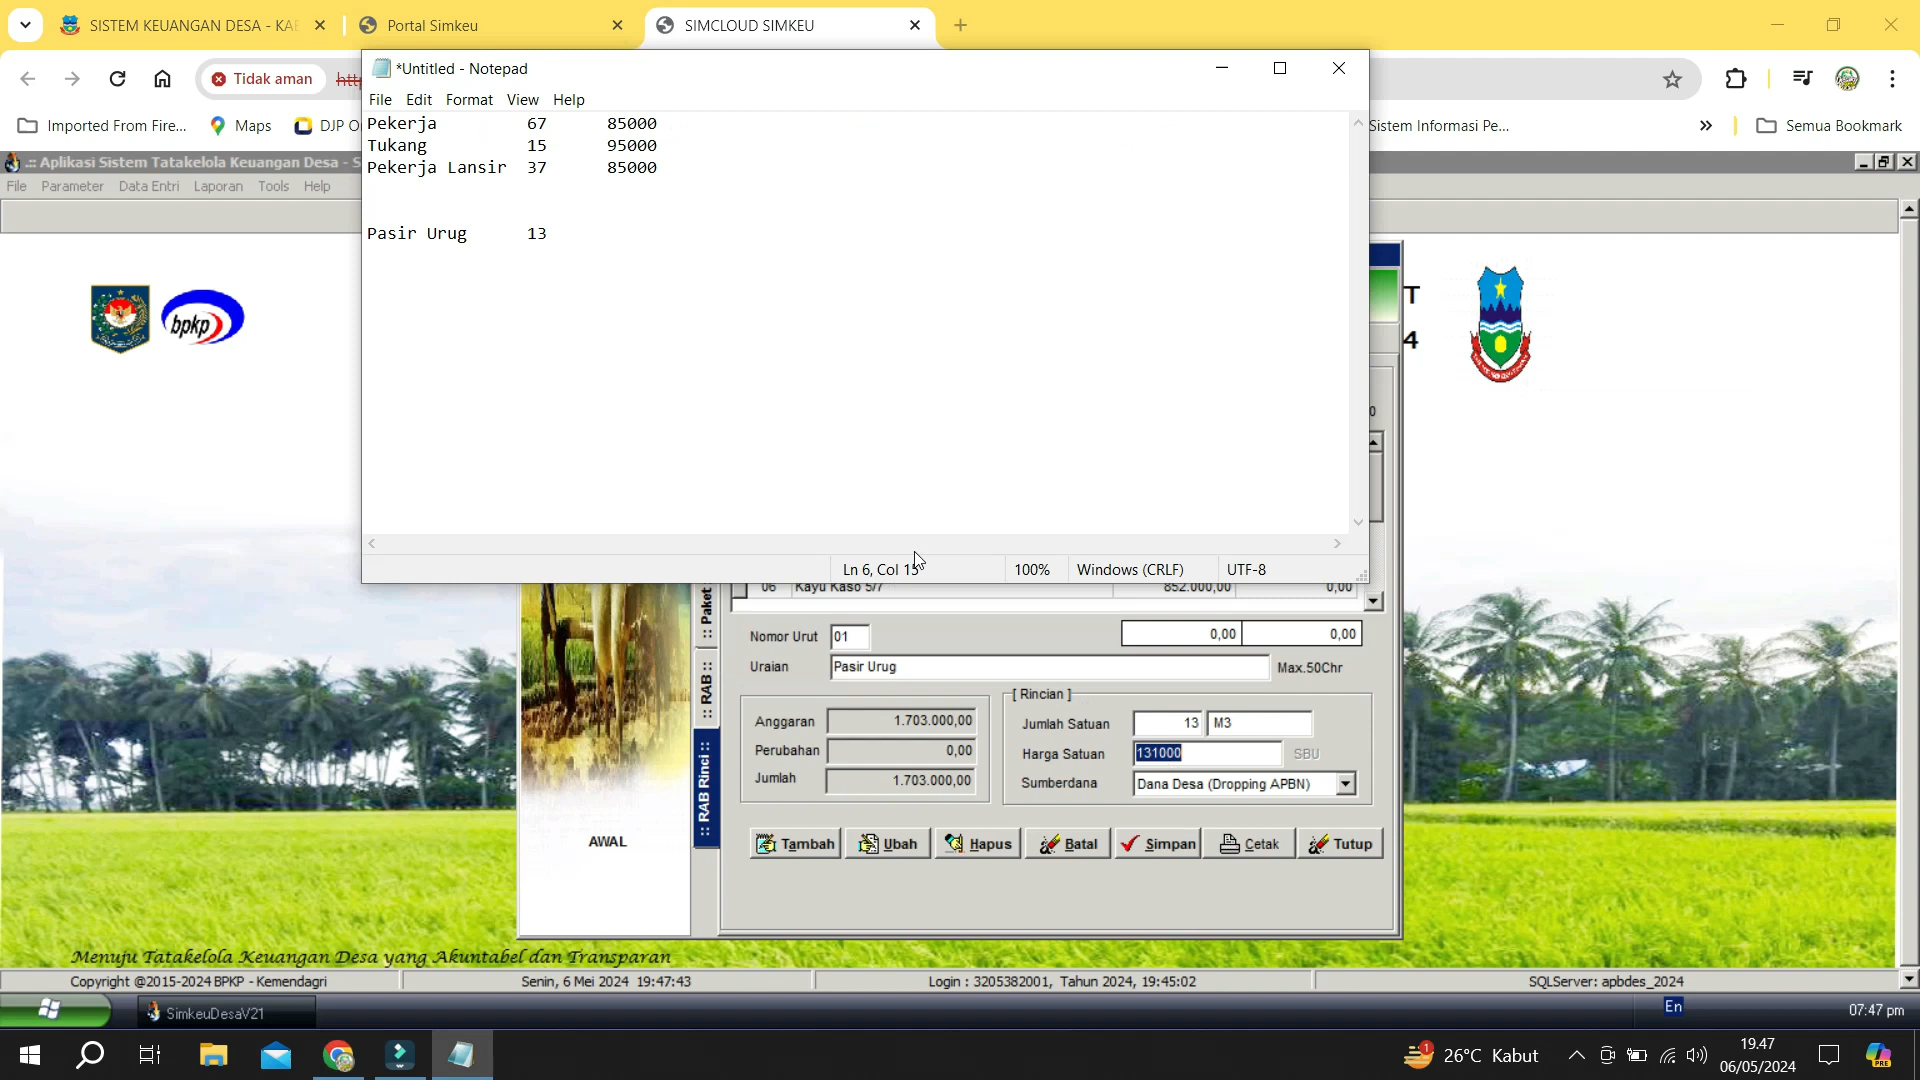 SISTEM KEUANGAN DESA - KAB
Portal Simkeu
SIMCLOUD SIMKEU
Tidak aman
Imported From Fire...
Maps
Sistem Informasi Pe...
Semua Bookmark
*Untitled - Notepad
File Edit Format View Help
Pekerja 67 85000
Tukang 15 95000
Pekerja Lansir 37 85000
Pasir Urug 13
Ln 6, Col 15
100%
Windows (CRLF)
UTF-8
.:: Aplikasi Sistem Tatakelola Keuangan Desa - S
File Parameter Data Entri Laporan Tools Help
bpkp
T
4
0
06 Kayu Kaso 5/7 852.000,00 0,00
:: Paket
:: RAB ::
:: RAB Rinci ::
AWAL
Nomor Urut 01 0,00 0,00
Uraian Pasir Urug Max.50Chr
Anggaran 1.703.000,00
Perubahan 0,00
Jumlah 1.703.000,00
[ Rincian ]
Jumlah Satuan 13 M3
Harga Satuan 131000 SBU
Sumberdana Dana Desa (Dropping APBN)
Tambah Ubah Hapus Batal Simpan Cetak Tutup
Menuju Tatakelola Keuangan Desa yang Akuntabel dan Transparan
Copyright @2015-2024 BPKP - Kemendagri
Senin, 6 Mei 2024 19:47:43
Login : 3205382001, Tahun 2024, 19:45:02
SQLServer: apbdes_2024
SimkeuDesaV21
En
07:47 pm
1
26°C Kabut
19.47
06/05/2024
PRE